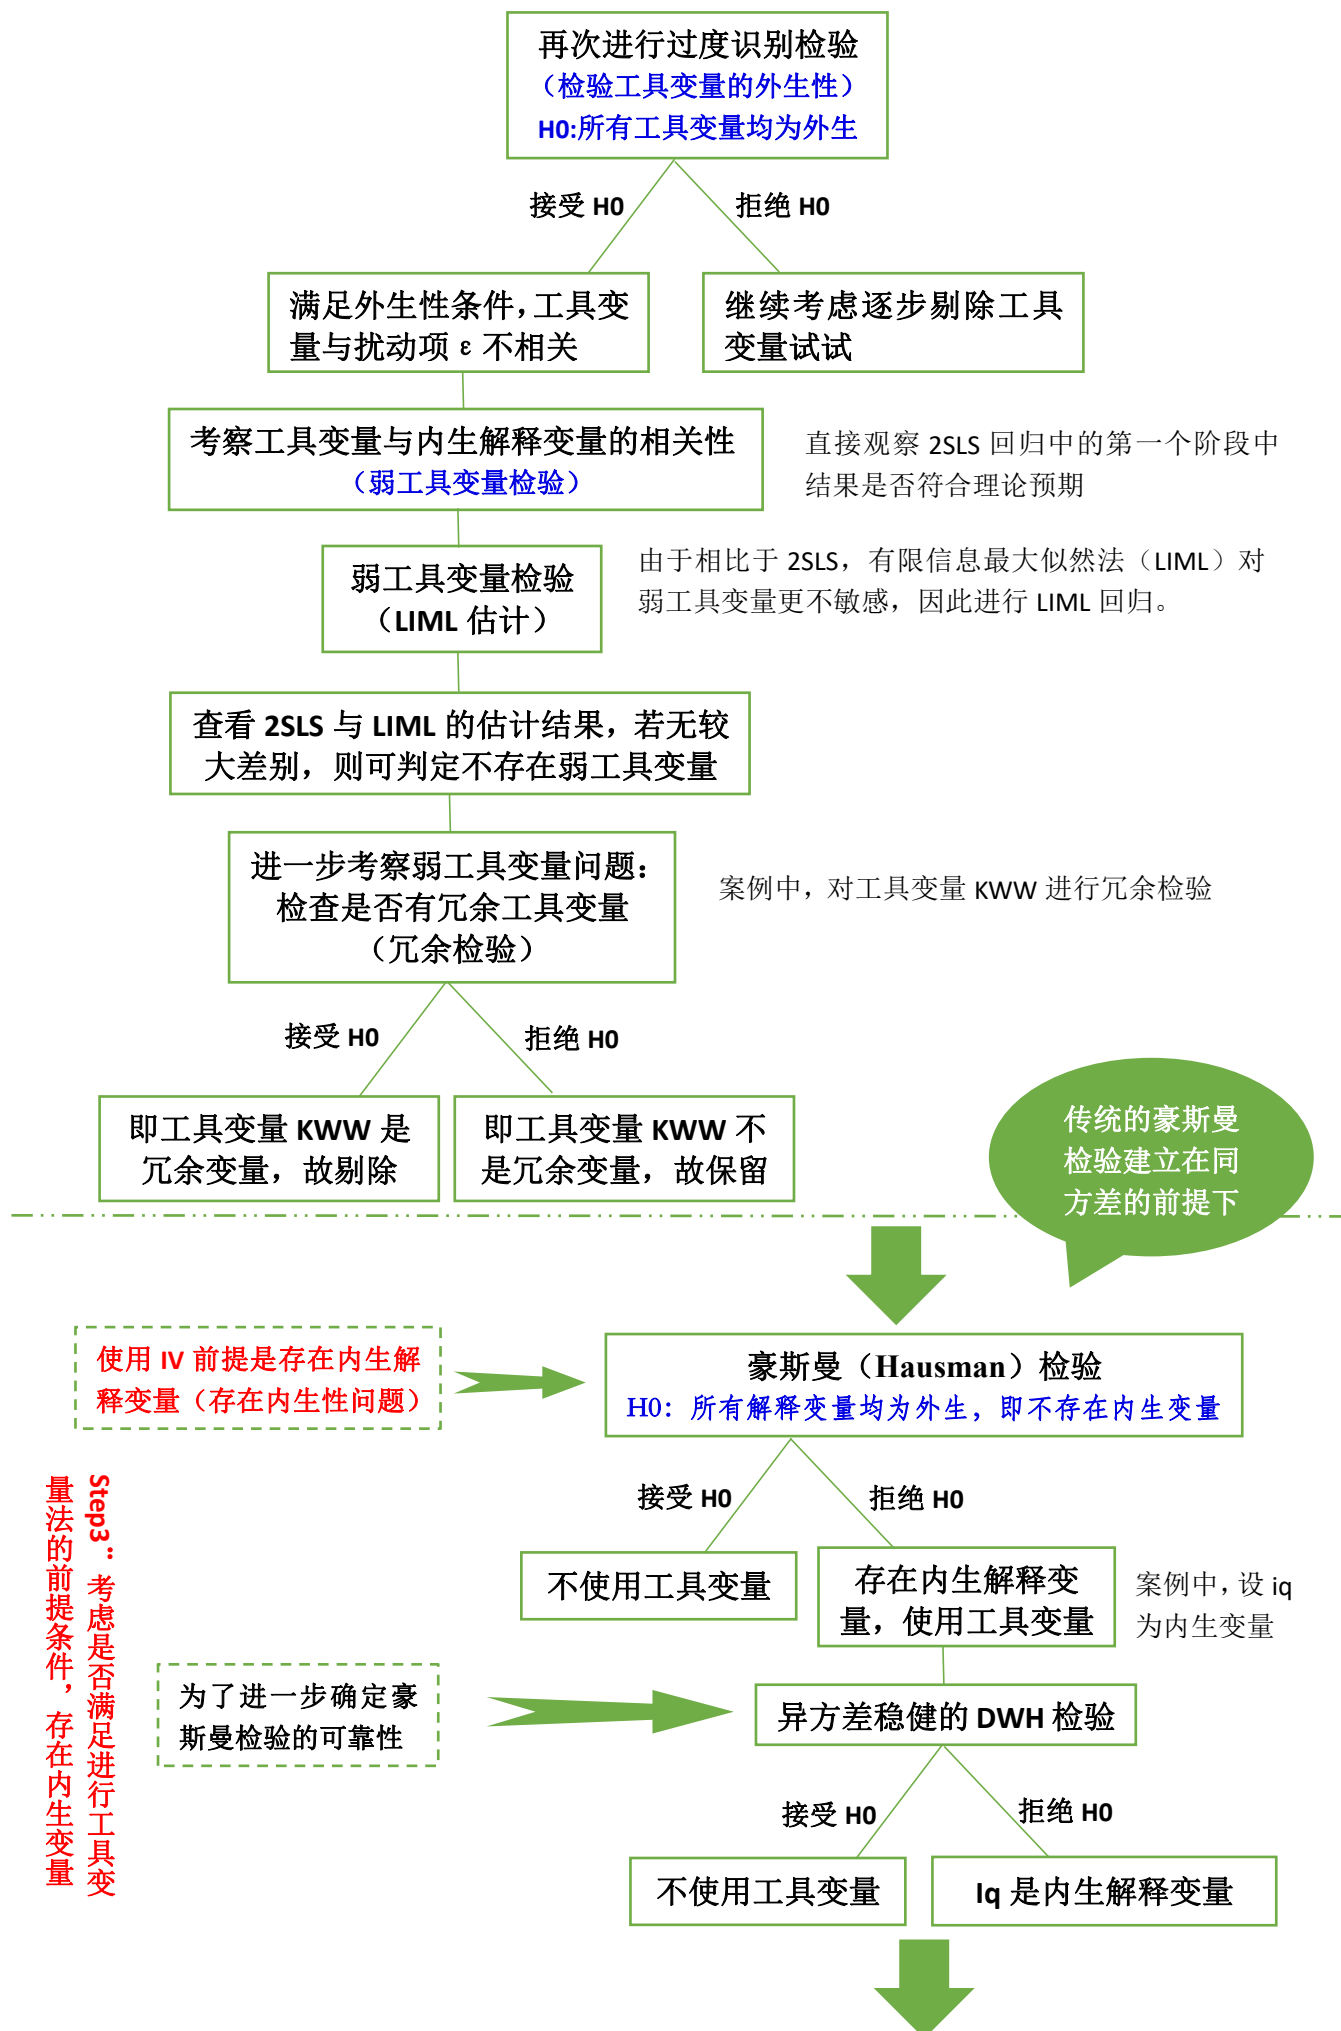 再次进行过度识别检验
（检验工具变量的外生性）
H0:所有工具变量均为外生
接受 H0
拒绝 H0
满足外生性条件，工具变
量与扰动项 ε 不相关
继续考虑逐步剔除工具
变量试试
考察工具变量与内生解释变量的相关性
（弱工具变量检验）
直接观察 2SLS 回归中的第一个阶段中
结果是否符合理论预期
弱工具变量检验
（LIML 估计）
由于相比于 2SLS，有限信息最大似然法（LIML）对
弱工具变量更不敏感，因此进行 LIML 回归。
查看 2SLS 与 LIML 的估计结果，若无较
大差别，则可判定不存在弱工具变量
进一步考察弱工具变量问题：
检查是否有冗余工具变量
（冗余检验）
案例中，对工具变量 KWW 进行冗余检验
接受 H0
拒绝 H0
即工具变量 KWW 是
冗余变量，故剔除
即工具变量 KWW 不
是冗余变量，故保留
传统的豪斯曼
检验建立在同
方差的前提下
使用 IV 前提是存在内生解
释变量（存在内生性问题）
豪斯曼（Hausman）检验
H0：所有解释变量均为外生，即不存在内生变量
接受 H0
拒绝 H0
Step3”考虑是否满足进行工具变
量法的前提条件，存在内生变量
不使用工具变量
存在内生解释变
量，使用工具变量
案例中，设 iq
为内生变量
为了进一步确定豪
斯曼检验的可靠性
异方差稳健的 DWH 检验
接受 H0
拒绝 H0
不使用工具变量
Iq 是内生解释变量